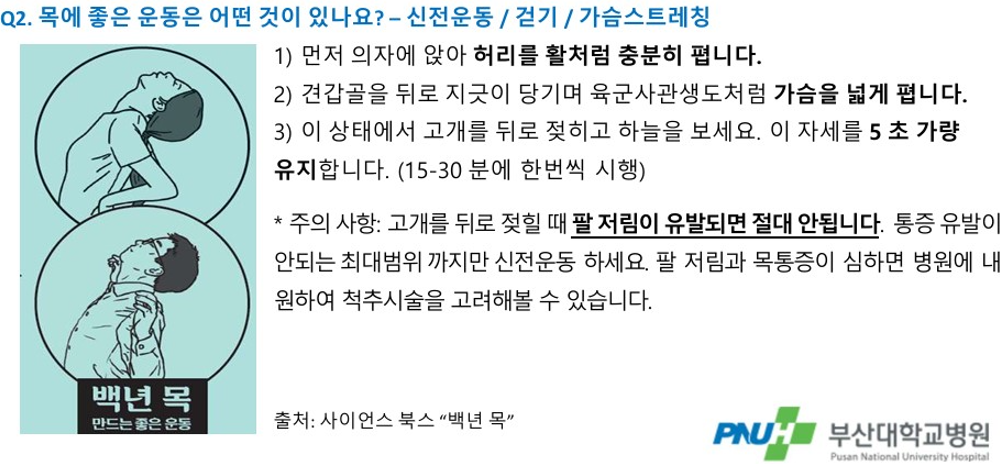 Q2. 목에 좋은 운동은 어떤 것이 있나요? – 신전운동 / 걷기 / 가슴스트레칭
1) 먼저 의자에 앉아 허리를 활처럼 충분히 폅니다.
2) 견갑골을 뒤로 지긋이 당기며 육군사관생도처럼 가슴을 넓게 폅니다.
3) 이 상태에서 고개를 뒤로 젖히고 하늘을 보세요. 이 자세를 5 초 가량
유지합니다. (15-30 분에 한번씩 시행)
* 주의 사항: 고개를 뒤로 젖힐 때 팔 저림이 유발되면 절대 안됩니다. 통증 유발이
안되는 최대범위 까지만 신전운동 하세요. 팔 저림과 목통증이 심하면 병원에 내
원하여 척추시술을 고려해볼 수 있습니다.
백년 목
만드는 좋은 운동
출처: 사이언스 북스 “백년 목”
PNUH 부산대학교병원
Pusan National University Hospital